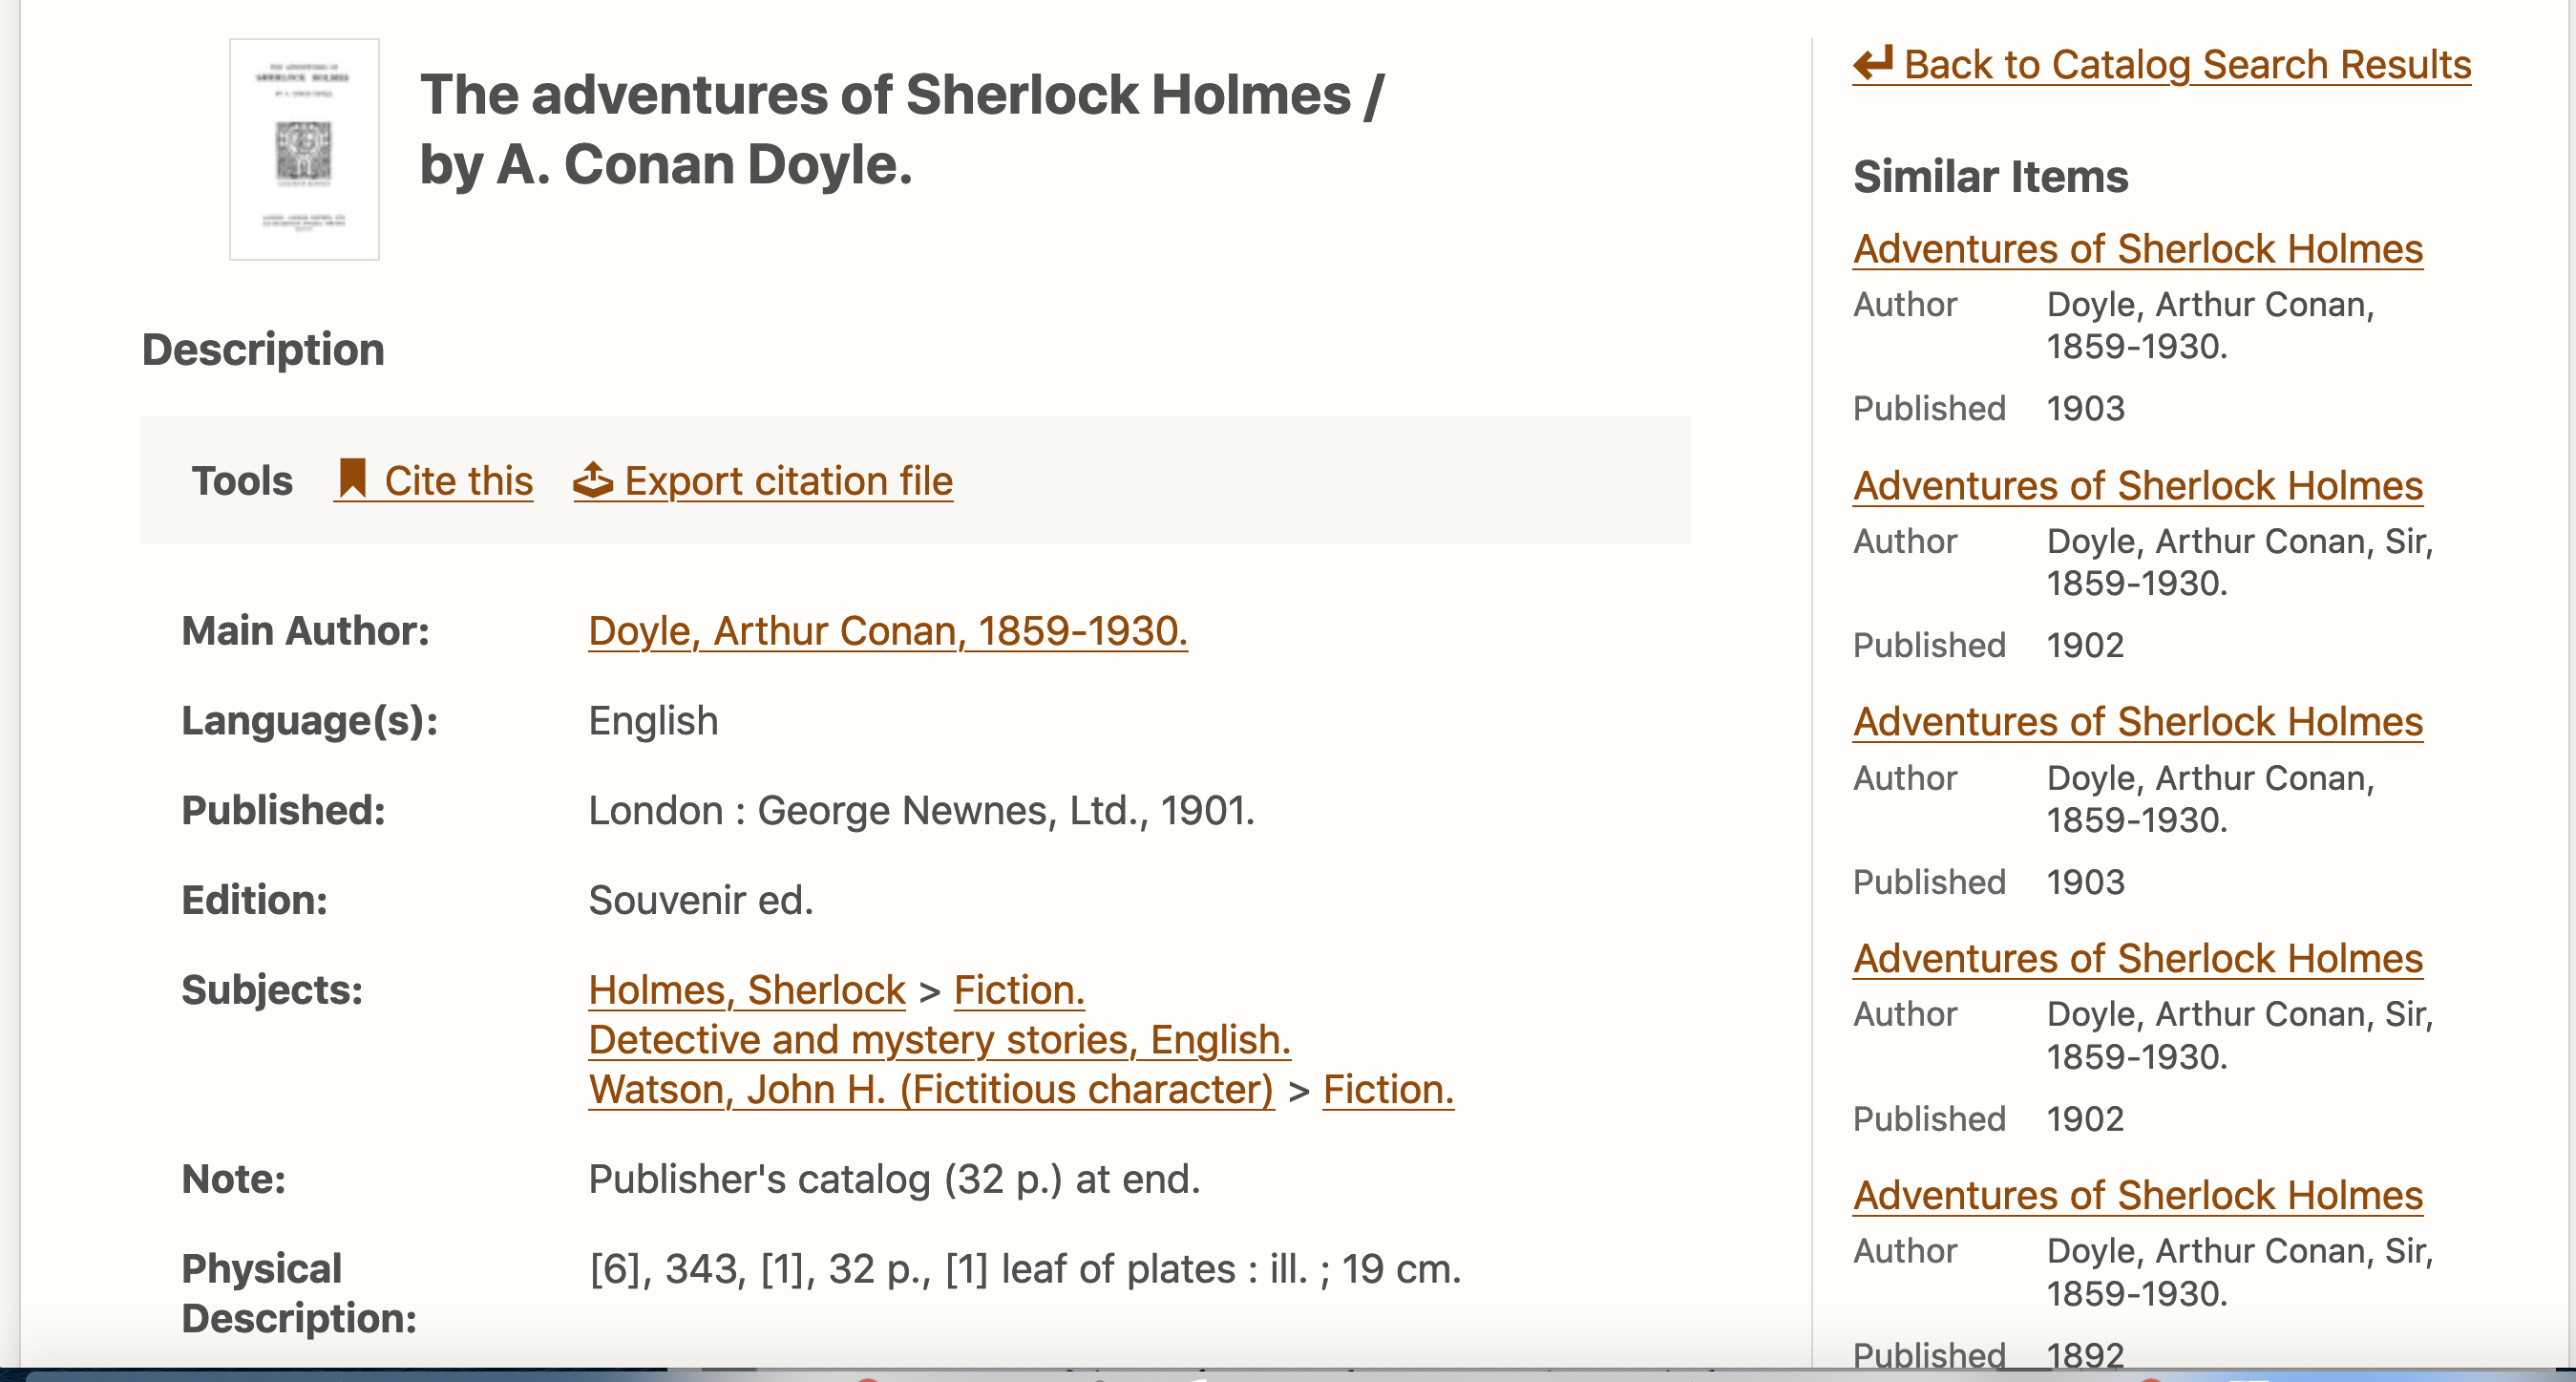 The adventures of Sherlock Holmes /
by A. Conan Doyle.
Description
Tools Cite this Export citation file
Main Author: Doyle, Arthur Conan, 1859-1930.
Language(s): English
Published: London : George Newnes, Ltd., 1901.
Edition: Souvenir ed.
Subjects: Holmes, Sherlock > Fiction.
Detective and mystery stories, English.
Watson, John H. (Fictitious character) > Fiction.
Note: Publisher's catalog (32 p.) at end.
Physical Description: [6], 343, [1], 32 p., [1] leaf of plates : ill. ; 19 cm.
Back to Catalog Search Results
Similar Items
Adventures of Sherlock Holmes
Author Doyle, Arthur Conan,
1859-1930.
Published 1903
Adventures of Sherlock Holmes
Author Doyle, Arthur Conan, Sir,
1859-1930.
Published 1902
Adventures of Sherlock Holmes
Author Doyle, Arthur Conan,
1859-1930.
Published 1903
Adventures of Sherlock Holmes
Author Doyle, Arthur Conan, Sir,
1859-1930.
Published 1902
Adventures of Sherlock Holmes
Author Doyle, Arthur Conan, Sir,
1859-1930.
Published 1892